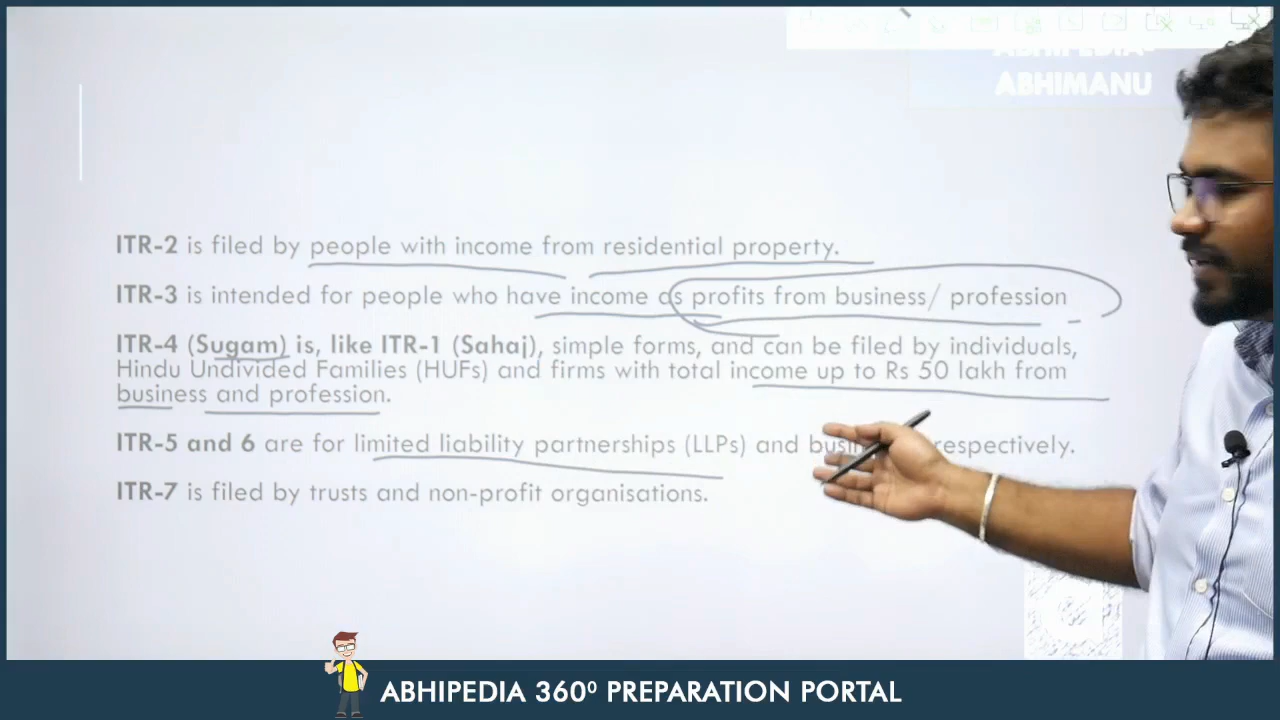 ABHIPEDIA
ABHIMANU
ITR-2 is filed by people with income from residential property.
ITR-3 is intended for people who have income as profits from business/ profession
ITR-4 (Sugam) is, like ITR-1 (Sahaj), simple forms, and can be filed by individuals,
Hindu Undivided Families (HUFs) and firms with total income up to Rs 50 lakh from
business and profession.
ITR-5 and 6 are for limited liability partnerships (LLPs) and respectively.
ITR-7 is filed by trusts and non-profit organisations.
ABHIPEDIA 360⁰ PREPARATION PORTAL